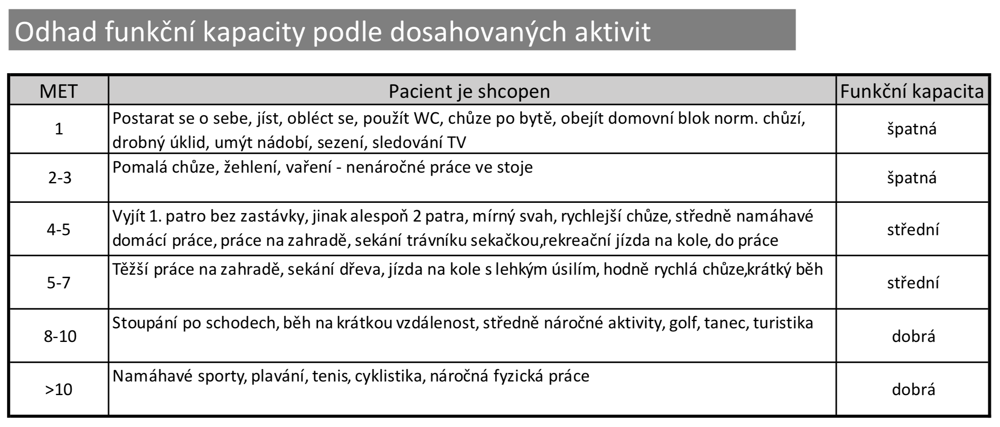 Odhad funkční kapacity podle dosahovaných aktivit
MET Pacient je shcopen Funkční kapacita
1 Postarat se o sebe, jíst, obléct se, použít WC, chůze po bytě, obejít domovní blok norm. chůzí, špatná
drobný úklid, umýt nádobí, sezení, sledování TV
2-3 Pomalá chůze, žehlení, vaření - nenáročné práce ve stoje špatná
4-5 Vyjít 1. patro bez zastávky, jinak alespoň 2 patra, mírný svah, rychlejší chůze, středně namáhavé střední
domácí práce, práce na zahradě, sekání trávníku sekačkou,rekreační jízda na kole, do práce
5-7 Těžší práce na zahradě, sekání dřeva, jízda na kole s lehkým úsilím, hodně rychlá chůze,krátký běh střední
8-10 Stoupání po schodech, běh na krátkou vzdálenost, středně náročné aktivity, golf, tanec, turistika dobrá
>10 Namáhavé sporty, plavání, tenis, cyklistika, náročná fyzická práce dobrá